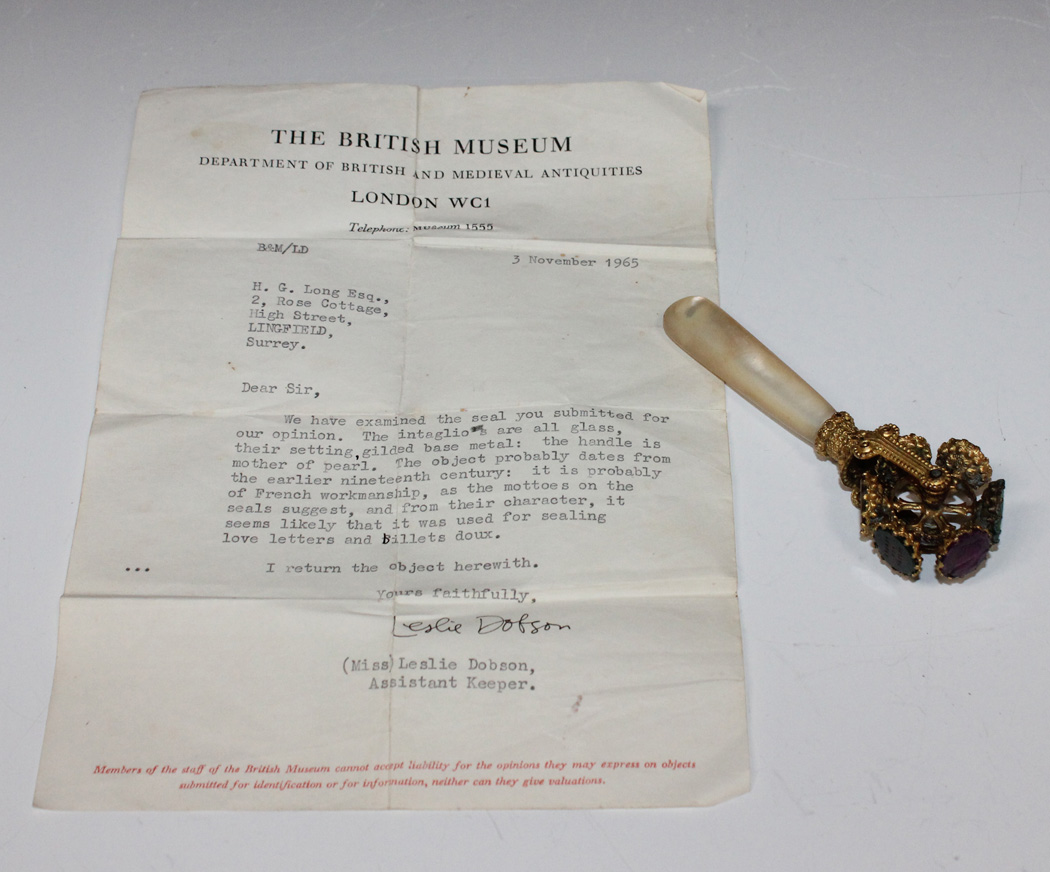 THE BRITISH MUSEUM
DEPARTMENT OF BRITISH AND MEDIEVAL ANTIQUITIES
LONDON WC1
Telephone: Museum 1555
B&M/LD
3 November 1965
H. G. Long Esq.,
2, Rose Cottage,
High Street,
LINGFIELD,
Surrey.
Dear Sir,
We have examined the seal you submitted for
our opinion. The intaglio's are all glass,
their setting, gilded base metal: the handle is
mother of pearl. The object probably dates from
the earlier nineteenth century: it is probably
of French workmanship, as the mottoes on the
seals suggest, and from their character, it
seems likely that it was used for sealing
love letters and Billets doux.
... I return the object herewith.
Yours faithfully,
Leslie Dobson
(Miss) Leslie Dobson,
Assistant Keeper.
Members of the staff of the British Museum cannot accept liability for the opinions they may express on objects
submitted for identification or for information, neither can they give valuations.